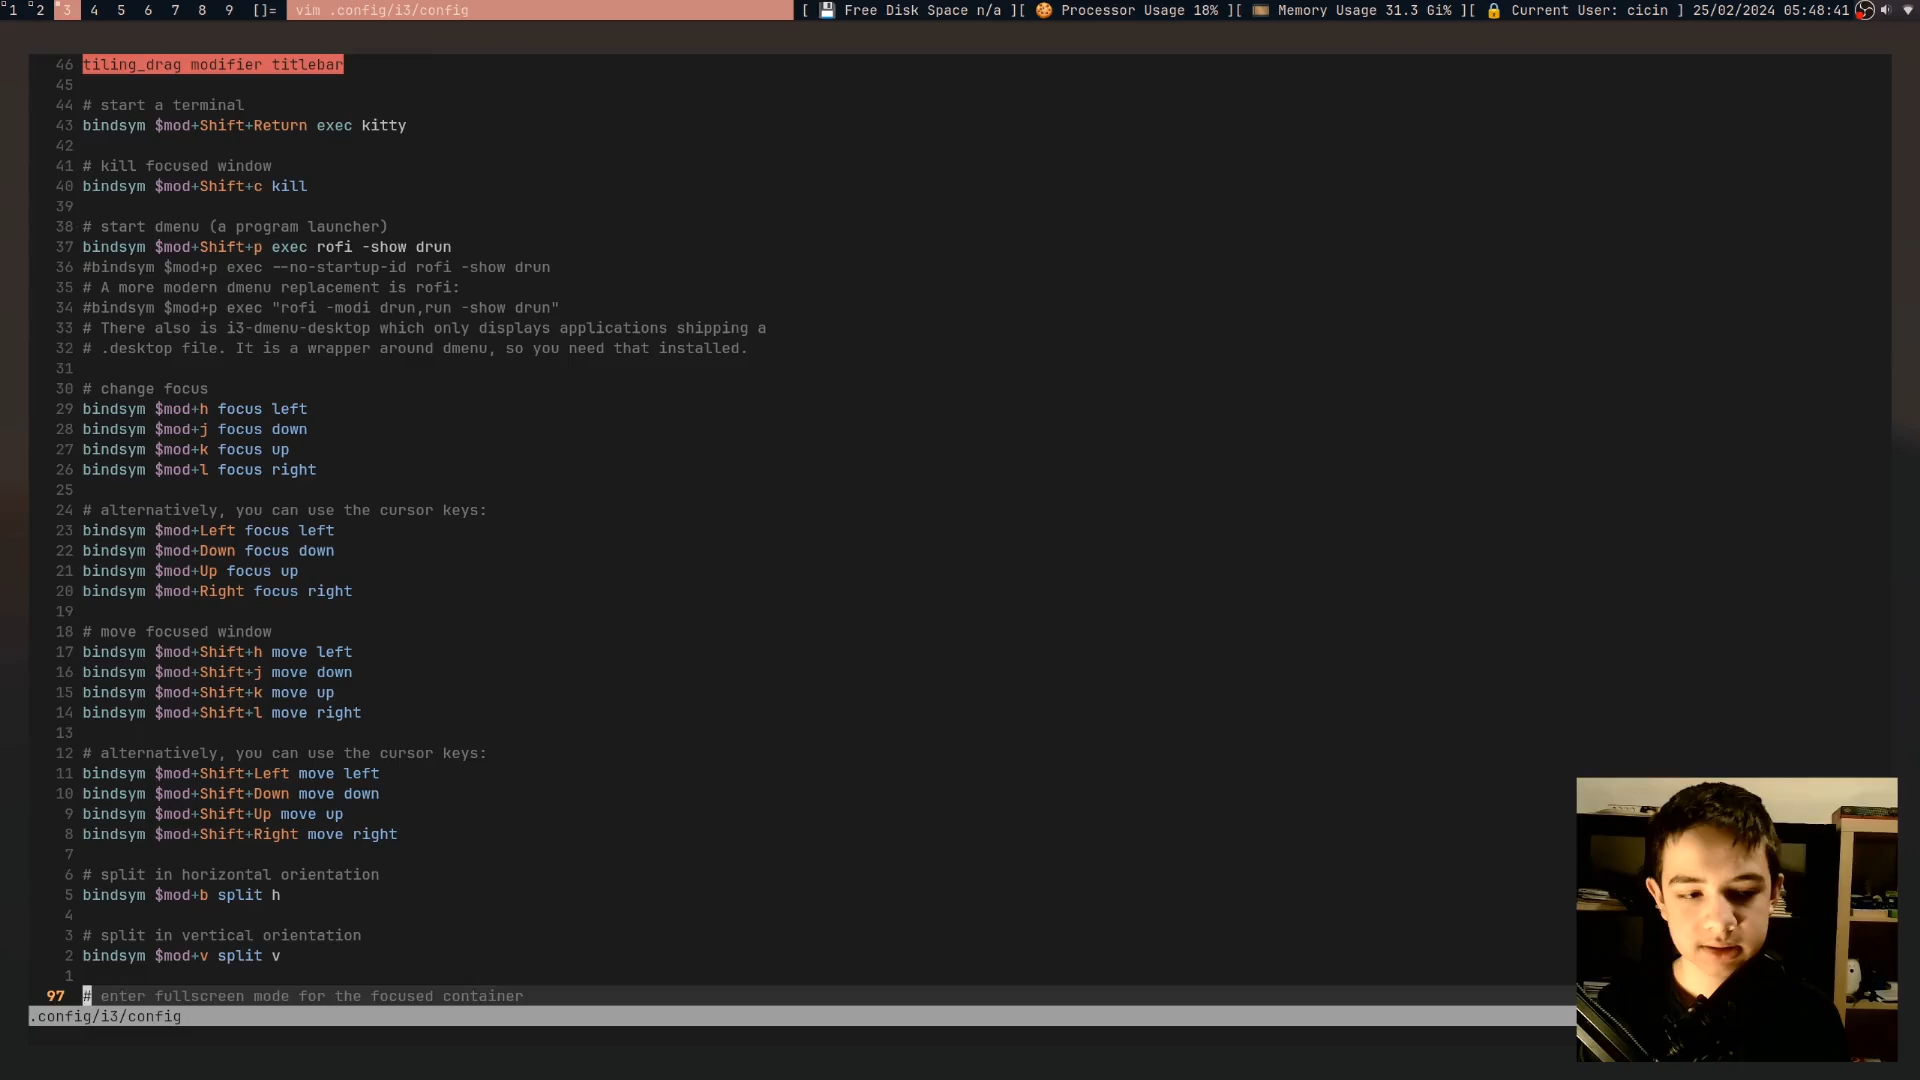 1 2 3 4 5 6 7 8 9 []= vim .config/i3/config [ 💾 Free Disk Space n/a ][ 🍪 Processor Usage 18% ][ Memory Usage 31.3 Gi% ][ 🔒 Current User: cicin ] 25/02/2024 05:48:41
46 tiling_drag modifier titlebar
45
44 # start a terminal
43 bindsym $mod+Shift+Return exec kitty
42
41 # kill focused window
40 bindsym $mod+Shift+c kill
39
38 # start dmenu (a program launcher)
37 bindsym $mod+Shift+p exec rofi -show drun
36 #bindsym $mod+p exec --no-startup-id rofi -show drun
35 # A more modern dmenu replacement is rofi:
34 #bindsym $mod+p exec "rofi -modi drun,run -show drun"
33 # There also is i3-dmenu-desktop which only displays applications shipping a
32 # .desktop file. It is a wrapper around dmenu, so you need that installed.
31
30 # change focus
29 bindsym $mod+h focus left
28 bindsym $mod+j focus down
27 bindsym $mod+k focus up
26 bindsym $mod+l focus right
25
24 # alternatively, you can use the cursor keys:
23 bindsym $mod+Left focus left
22 bindsym $mod+Down focus down
21 bindsym $mod+Up focus up
20 bindsym $mod+Right focus right
19
18 # move focused window
17 bindsym $mod+Shift+h move left
16 bindsym $mod+Shift+j move down
15 bindsym $mod+Shift+k move up
14 bindsym $mod+Shift+l move right
13
12 # alternatively, you can use the cursor keys:
11 bindsym $mod+Shift+Left move left
10 bindsym $mod+Shift+Down move down
9 bindsym $mod+Shift+Up move up
8 bindsym $mod+Shift+Right move right
7
6 # split in horizontal orientation
5 bindsym $mod+b split h
4
3 # split in vertical orientation
2 bindsym $mod+v split v
1
97 # enter fullscreen mode for the focused container
.config/i3/config